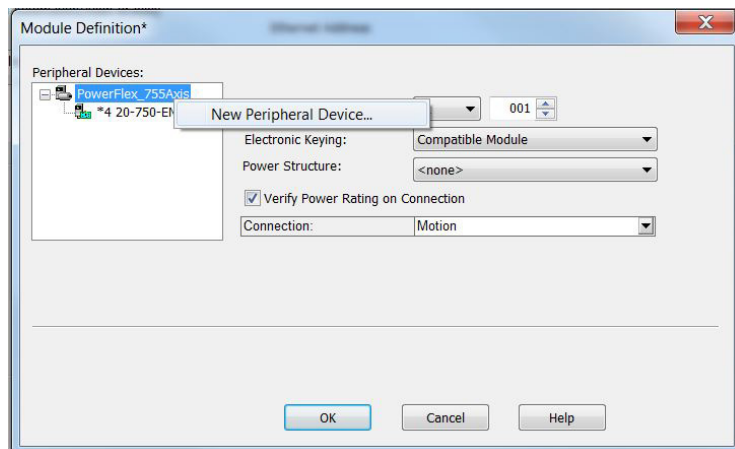 Module Definition*
Peripheral Devices:
PowerFlex_755Axis
*4 20-750-EN
New Peripheral Device...
001
Electronic Keying:
Compatible Module
Power Structure:
<none>
Verify Power Rating on Connection
Connection:
Motion
OK
Cancel
Help